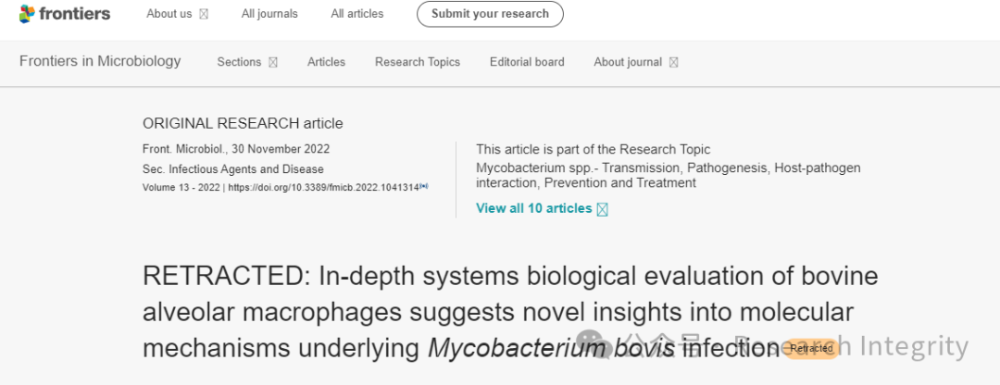 frontiers
About us
All journals
All articles
Submit your research
Frontiers in Microbiology
Sections
Articles
Research Topics
Editorial board
About journal
ORIGINAL RESEARCH article
Front. Microbiol., 30 November 2022
Sec. Infectious Agents and Disease
Volume 13 - 2022 | https://doi.org/10.3389/fmicb.2022.1041314
This article is part of the Research Topic
Mycobacterium spp.- Transmission, Pathogenesis, Host-pathogen
interaction, Prevention and Treatment
View all 10 articles
RETRACTED: In-depth systems biological evaluation of bovine
alveolar macrophages suggests novel insights into molecular
mechanisms underlying Mycobacterium bovis infection
Retracted
公众号 · Research Integrity